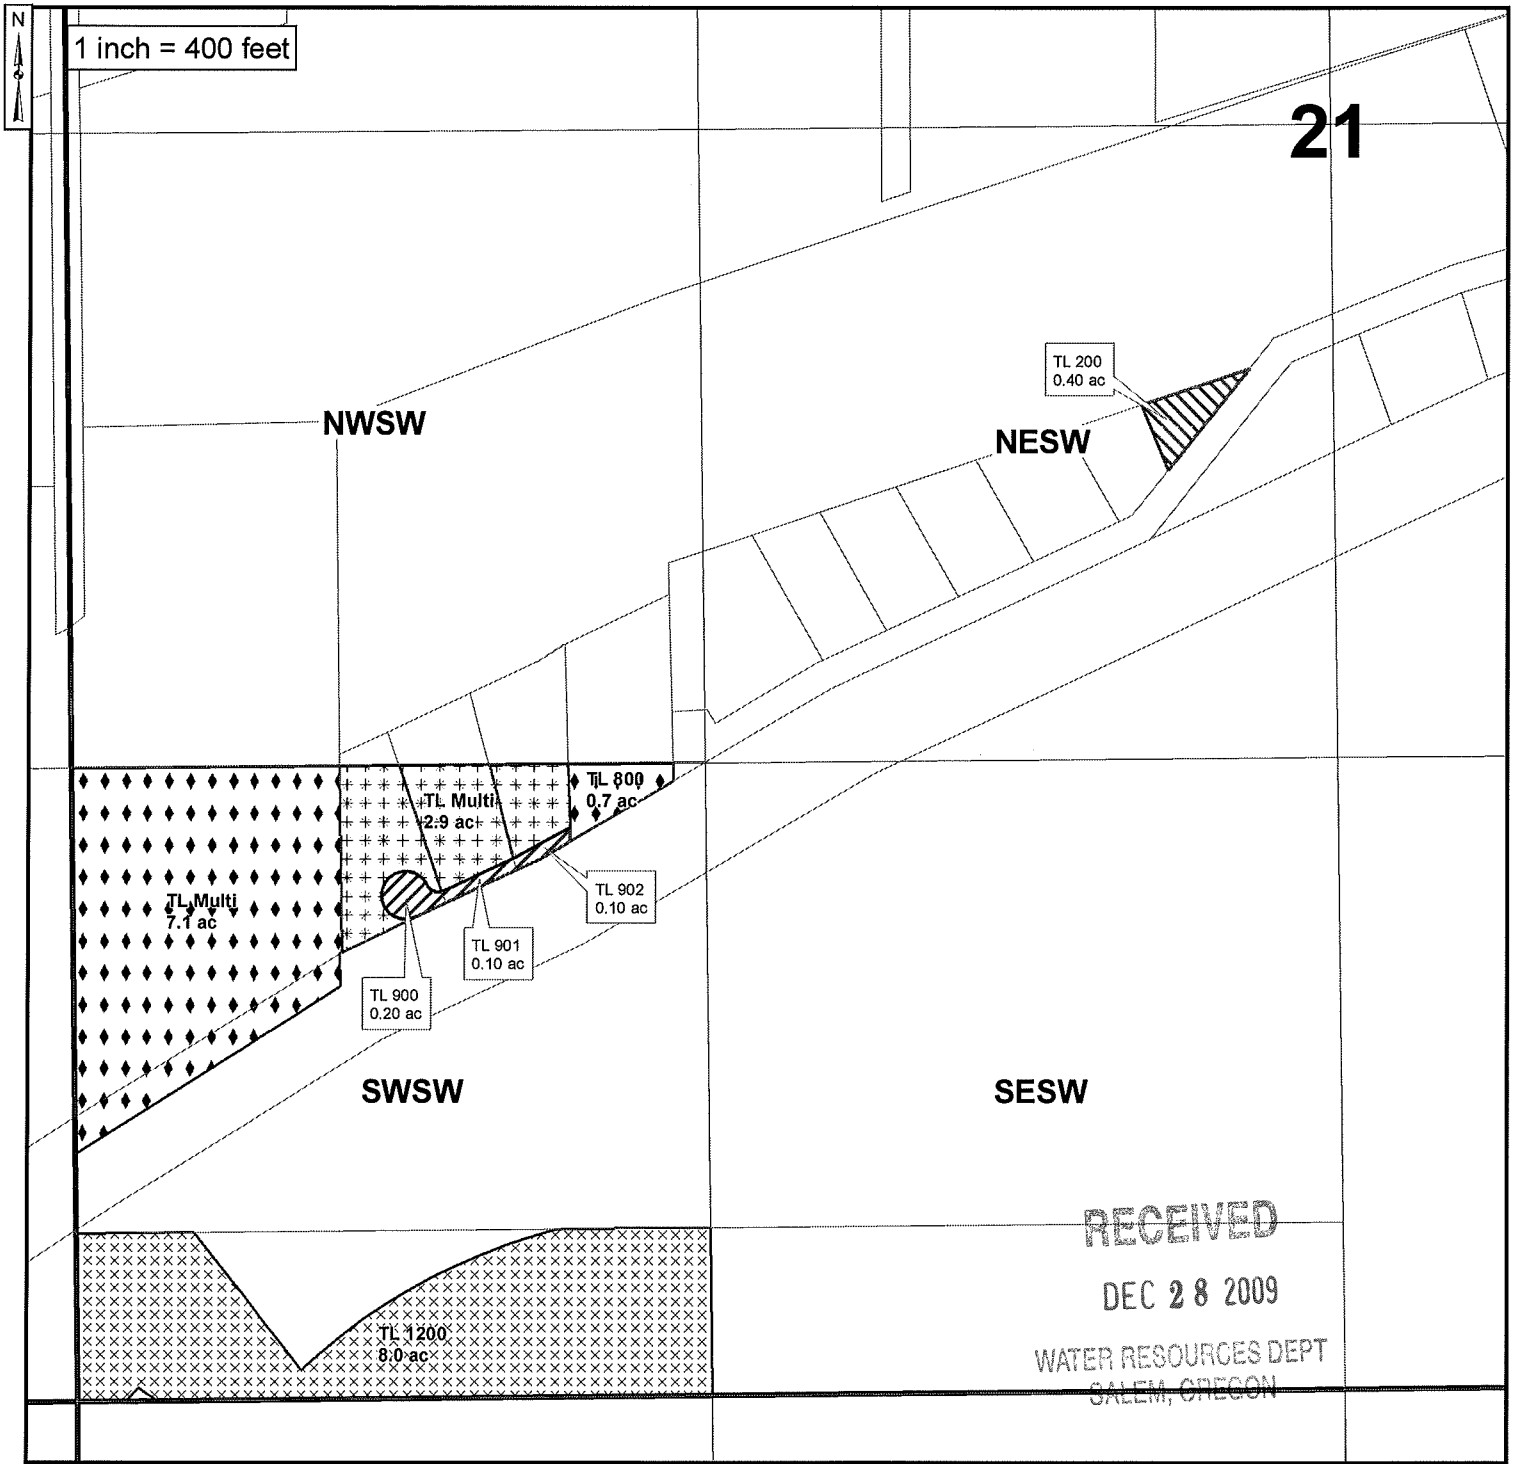 N
1 inch = 400 feet
21
TL 200
0.40 ac
NWSW
NESW
TL 800
0.7 ac
TL Multi
2.9 ac
TL Multi
7.1 ac
TL 902
0.10 ac
TL 901
0.10 ac
TL 900
0.20 ac
SWSW
SESW
RECEIVED
DEC 28 2009
WATER RESOURCES DEPT
SALEM, OREGON
TL 1200
8.0 ac